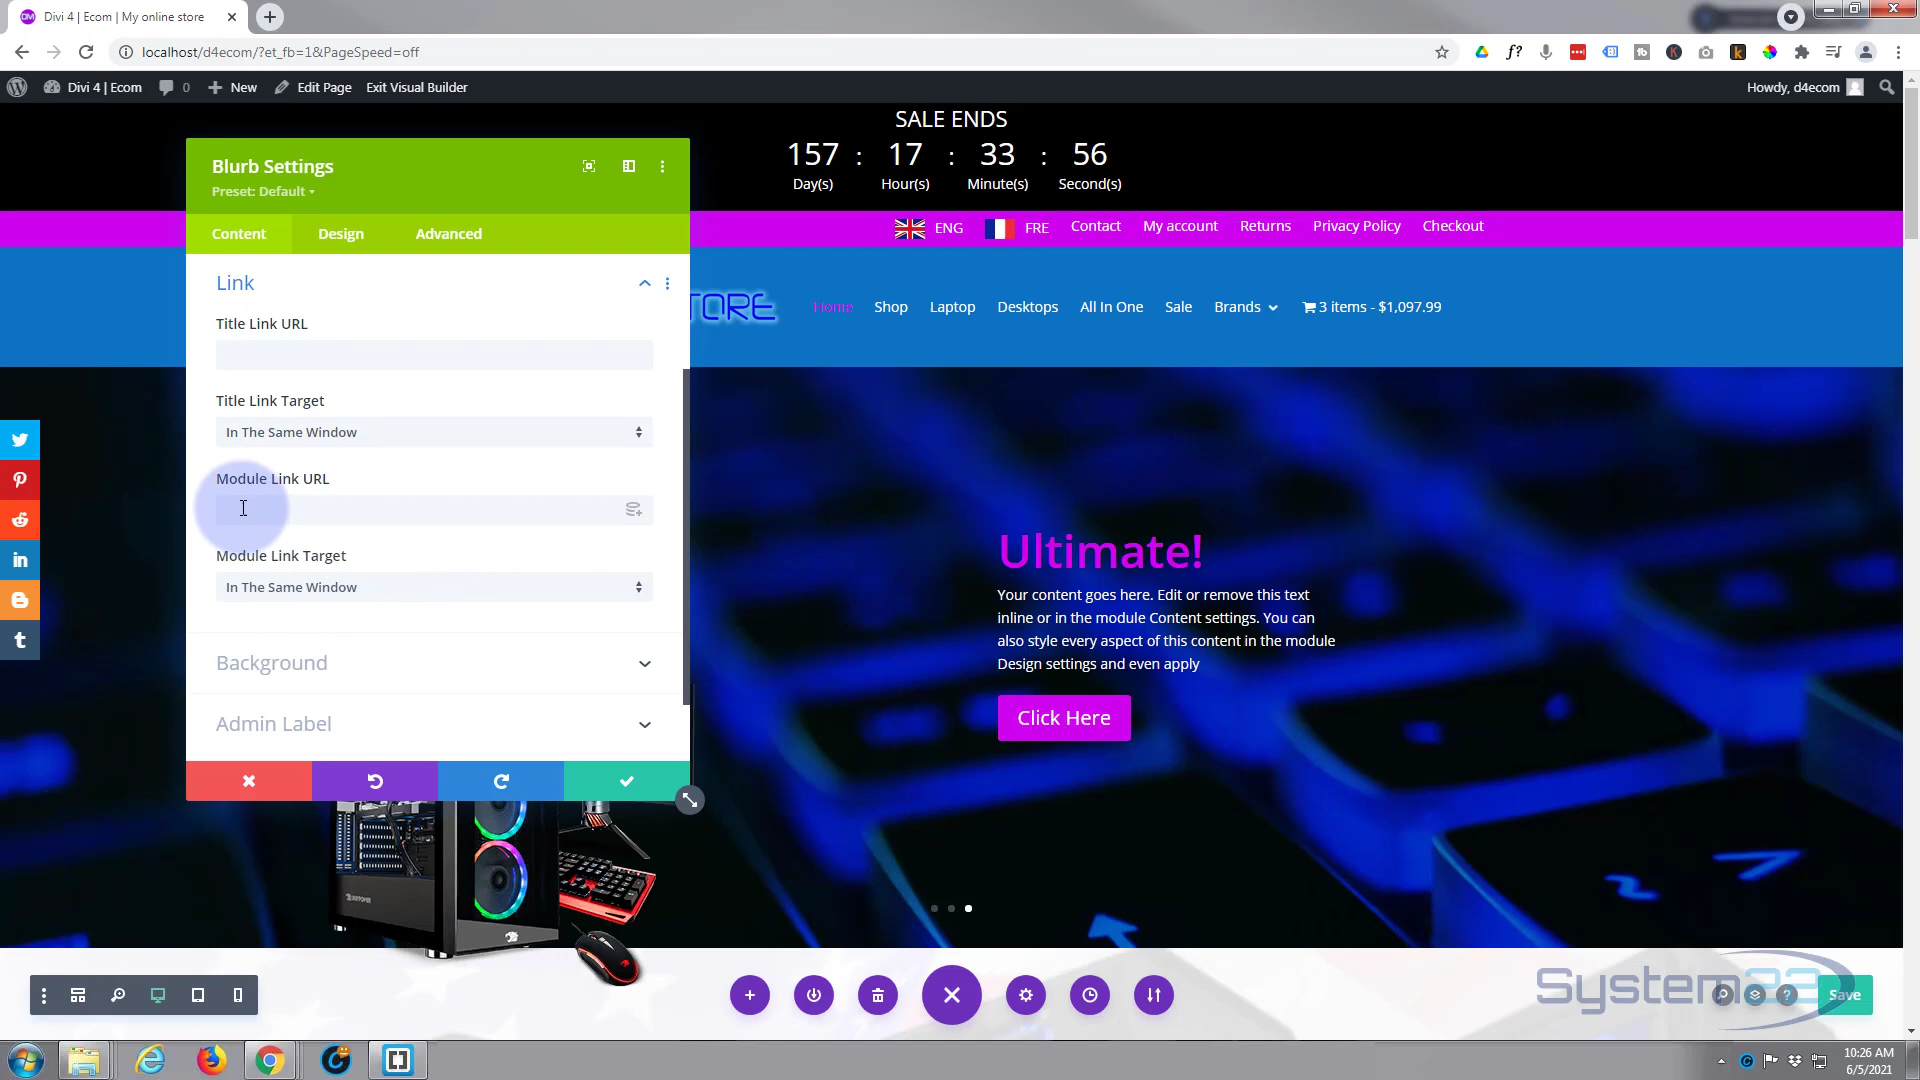 Divi 4 | Ecom | My online store
localhost/d4ecom/?et_fb=1&PageSpeed=off
Divi 4 | Ecom
0
New
Edit Page
Exit Visual Builder
Howdy, d4ecom
SALE ENDS
157 : 17 : 33 : 56
Day(s) Hour(s) Minute(s) Second(s)
Blurb Settings
Preset: Default
Content Design Advanced
ENG FRE Contact My account Returns Privacy Policy Checkout
TORE
Home Shop Laptop Desktops All In One Sale Brands 3 items - $1,097.99
Link
Title Link URL
Title Link Target
In The Same Window
Module Link URL
Module Link Target
In The Same Window
Background
Admin Label
Ultimate!
Your content goes here. Edit or remove this text
inline or in the module Content settings. You can
also style every aspect of this content in the module
Design settings and even apply
Click Here
System22
Save
10:26 AM
6/5/2021